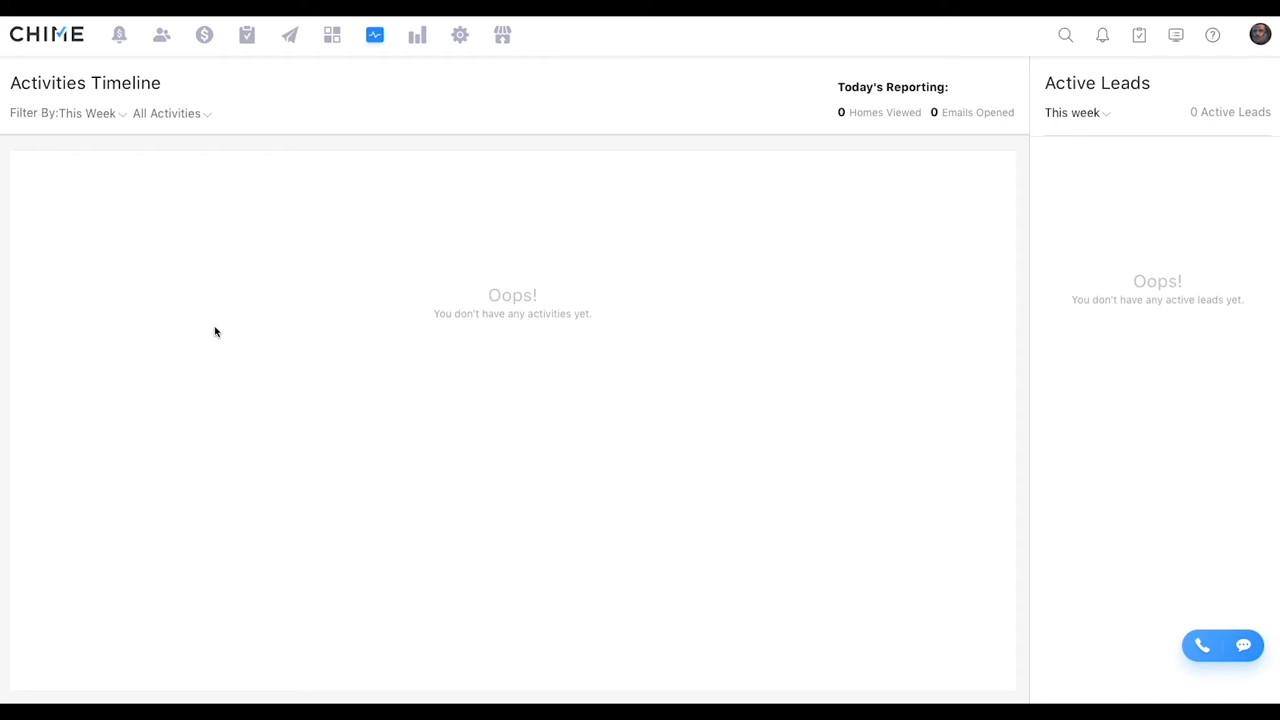 CHIME
Activities Timeline
Filter By:This Week All Activities
Today's Reporting:
0 Homes Viewed 0 Emails Opened
Active Leads
This week 0 Active Leads
Oops!
You don't have any activities yet.
Oops!
You don't have any active leads yet.